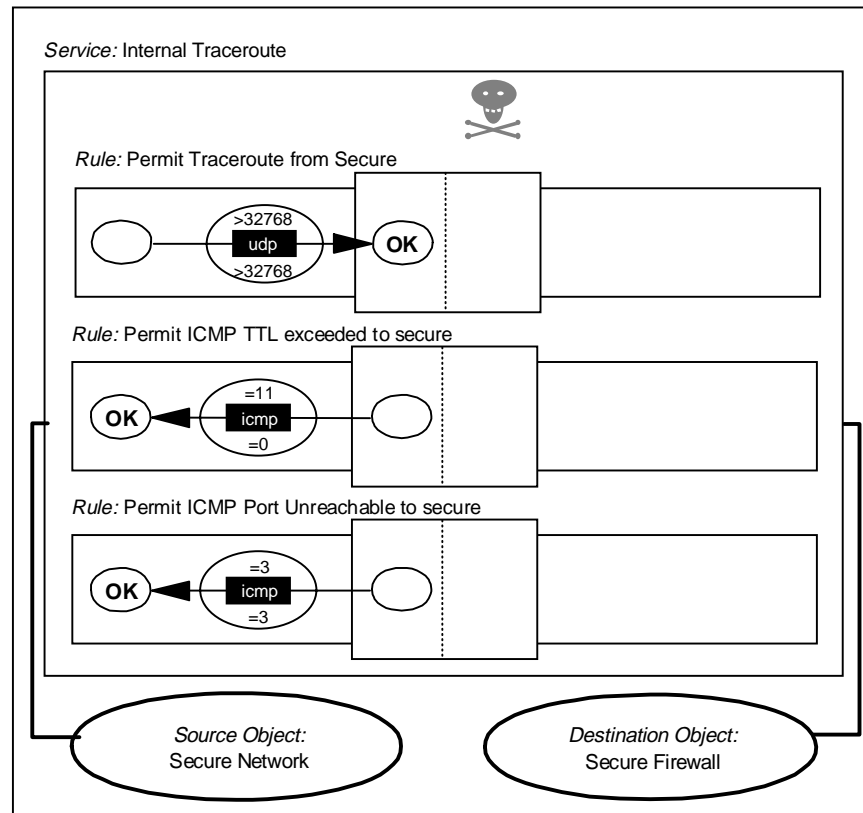 Service: Internal Traceroute
Rule: Permit Traceroute from Secure
>32768
udp
>32768
OK
Rule: Permit ICMP TTL exceeded to secure
OK
=11
icmp
=0
Rule: Permit ICMP Port Unreachable to secure
OK
=3
icmp
=3
Source Object:
Secure Network
Destination Object:
Secure Firewall